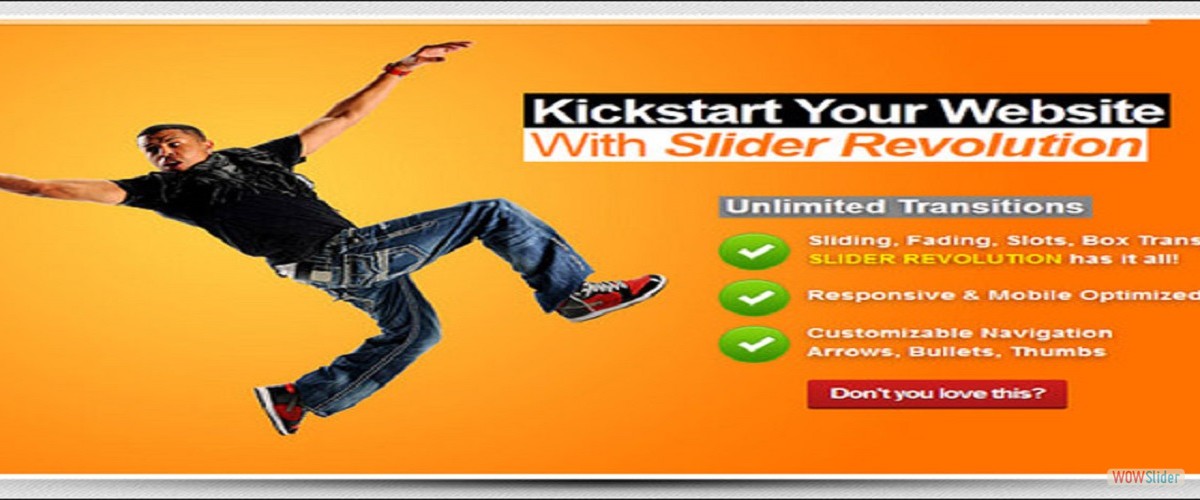 Kickstart Your Website
With Slider Revolution
Unlimited Transitions
Sliding, Fading, Slots, Box Trans
SLIDER REVOLUTION has it all!
Responsive & Mobile Optimized
Customizable Navigation
Arrows, Bullets, Thumbs
Don't you love this?
WOWSlider